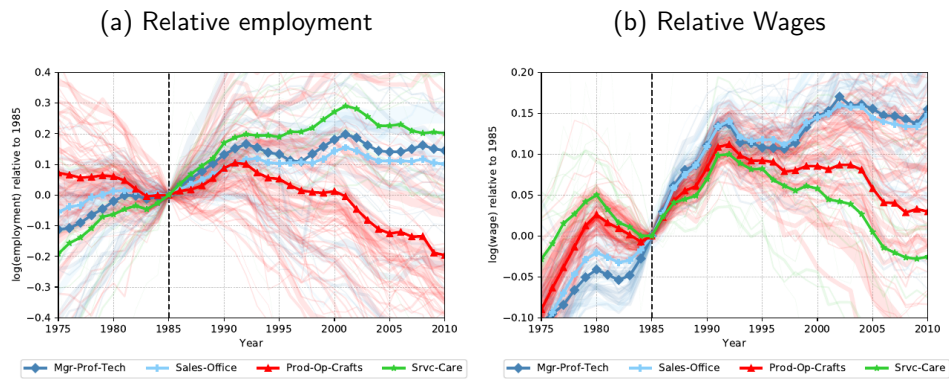 (a) Relative employment
0.4
0.3
0.2
0.1
0.0
−0.1
−0.2
−0.3
−0.4
log(employment) relative to 1985
1975 1980 1985 1990 1995 2000 2005 2010
Year
Mgr-Prof-Tech Sales-Office Prod-Op-Crafts Srvc-Care
(b) Relative Wages
0.20
0.15
0.10
0.05
0.00
−0.05
−0.10
log(wage) relative to 1985
1975 1980 1985 1990 1995 2000 2005 2010
Year
Mgr-Prof-Tech Sales-Office Prod-Op-Crafts Srvc-Care